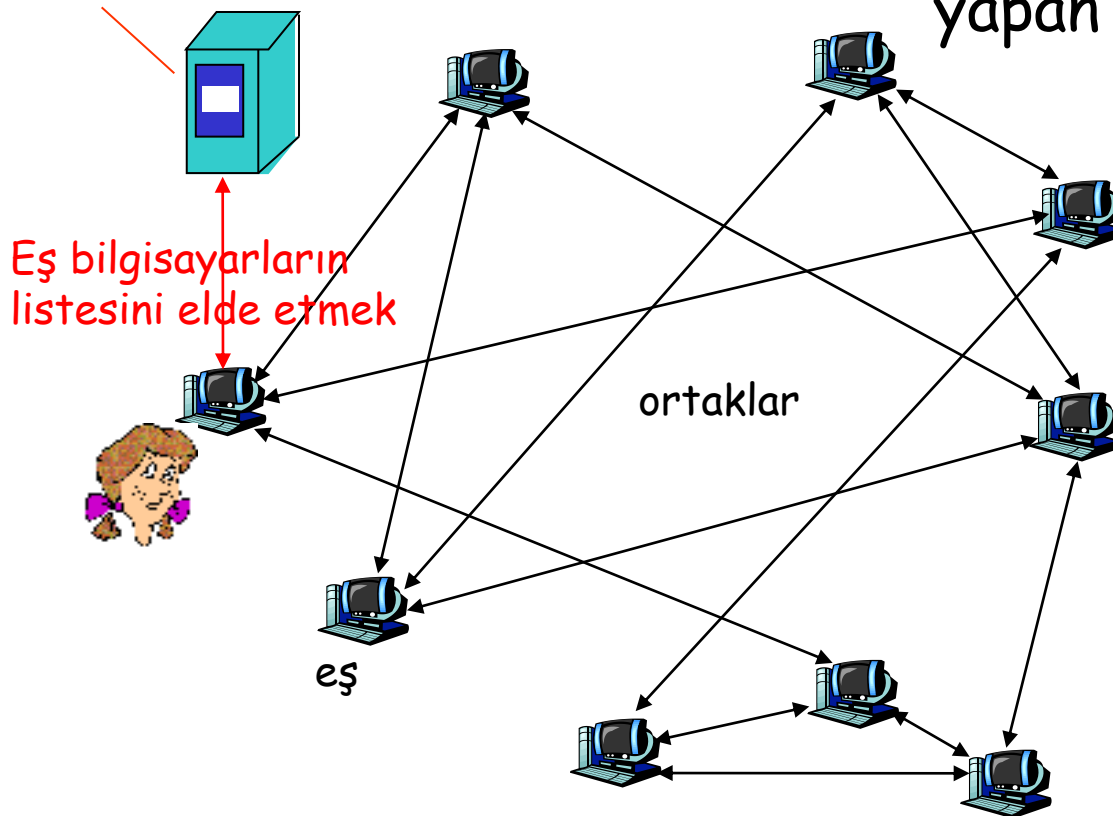 yapan
Eş bilgisayarların
listesini elde etmek
ortaklar
eş